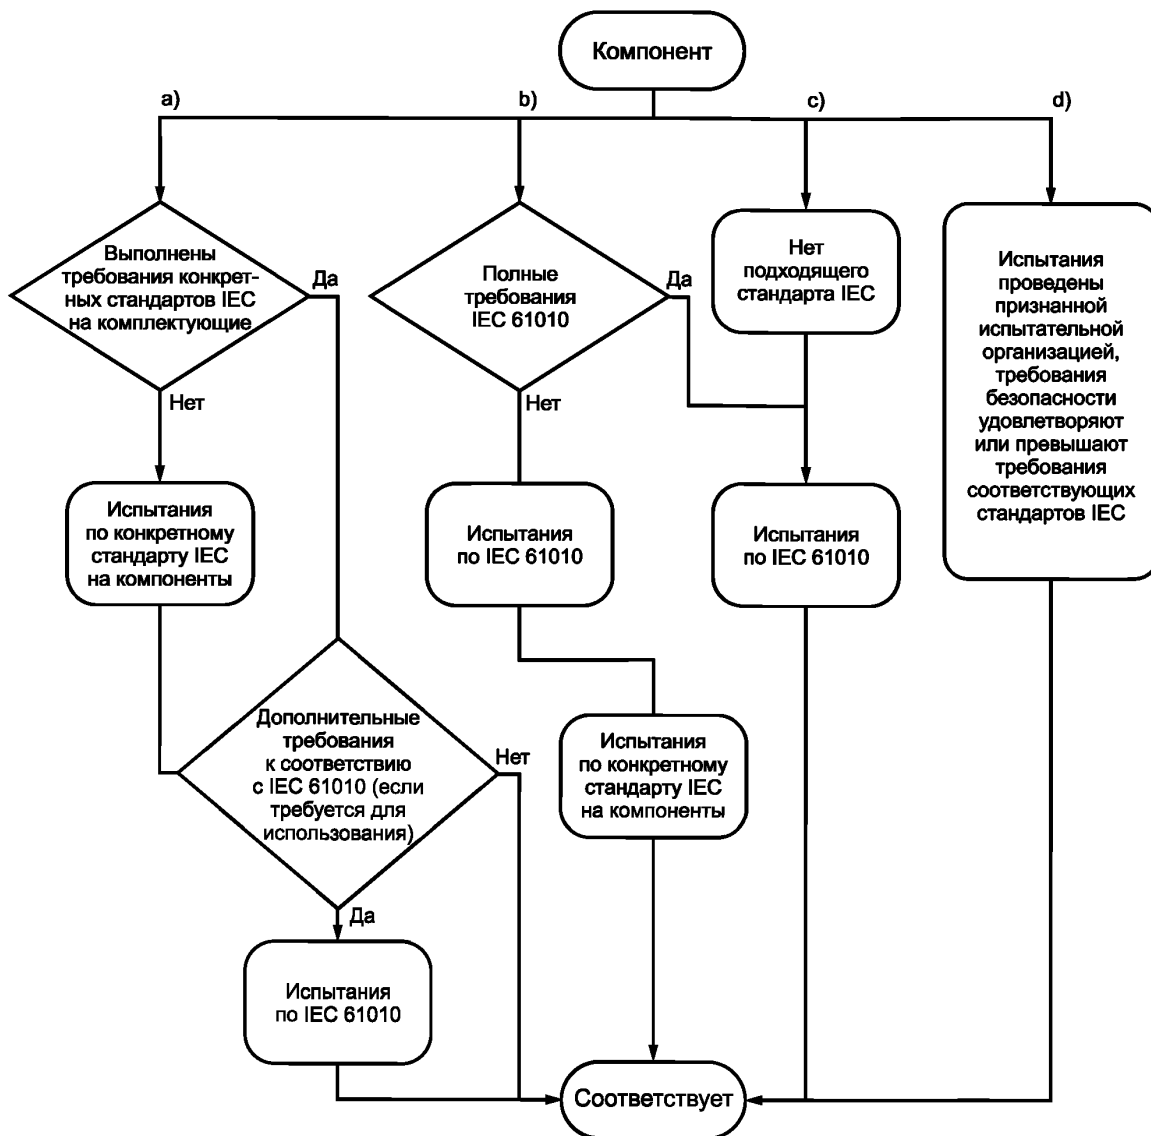 Компонент
a)
b)
c)
d)
Выполнены
требования конкрет-
ных стандартов IEC
на комплектующие
Да
Нет
Полные
требования
IEC 61010
Да
Нет
Нет
подходящего
стандарта IEC
Испытания
проведены
признанной
испытательной
организацией,
требования
безопасности
удовлетворяют
или превышают
требования
соответствующих
стандартов IEC
Испытания
по конкретному
стандарту IEC
на компоненты
Испытания
по IEC 61010
Испытания
по IEC 61010
Дополнительные
требования
к соответствию
с IEC 61010 (если
требуется для
использования)
Нет
Да
Испытания
по конкретному
стандарту IEC
на компоненты
Испытания
по IEC 61010
Соответствует